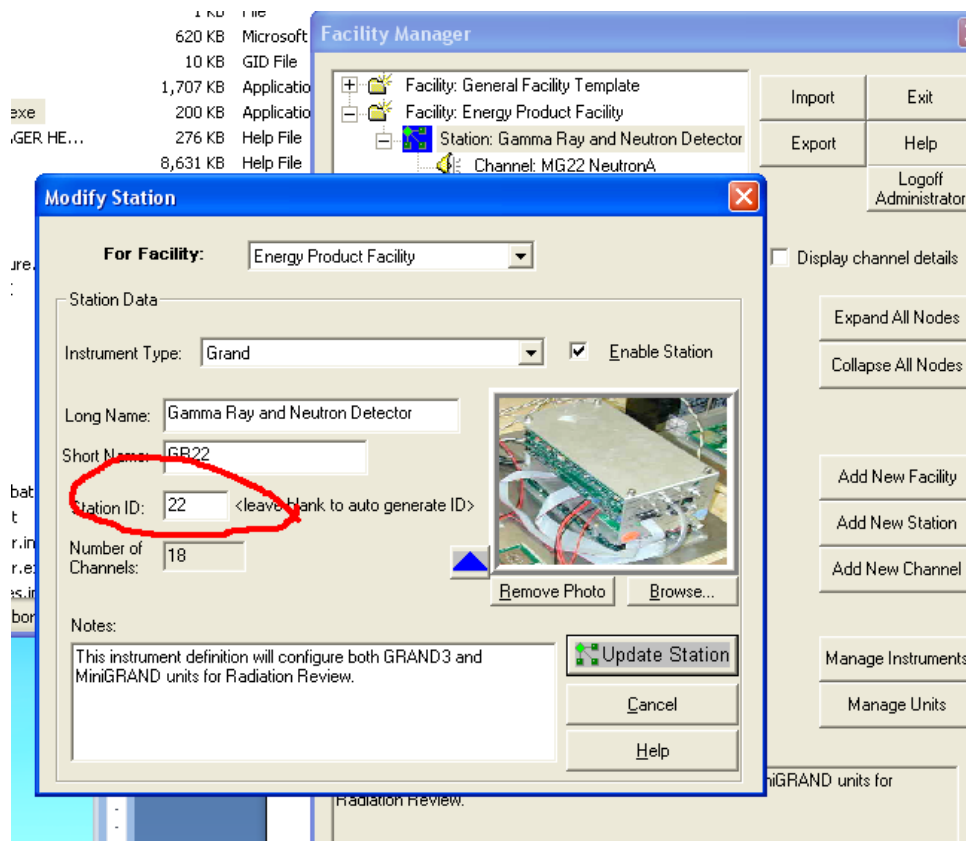 1 KB File
620 KB Microsoft
10 KB GID File
1,707 KB Applicatio
exe 200 KB Applicatio
AGER HE... 276 KB Help File
8,631 KB Help File
Facility Manager
Facility: General Facility Template
Facility: Energy Product Facility
Station: Gamma Ray and Neutron Detector
Channel: MG22 NeutronA
Import Exit
Export Help
Logoff
Administrator
Display channel details
Expand All Nodes
Collapse All Nodes
Add New Facility
Add New Station
Add New Channel
Manage Instruments
Manage Units
Modify Station
For Facility: Energy Product Facility
Station Data
Instrument Type: Grand Enable Station
Long Name: Gamma Ray and Neutron Detector
Short Name: GR22
Station ID: 22 <leave blank to auto generate ID>
Number of
Channels: 18
Remove Photo Browse...
Notes:
This instrument definition will configure both GRAND3 and
MiniGRAND units for Radiation Review.
Update Station
Cancel
Help
niGRAND units for
Radiation Review.